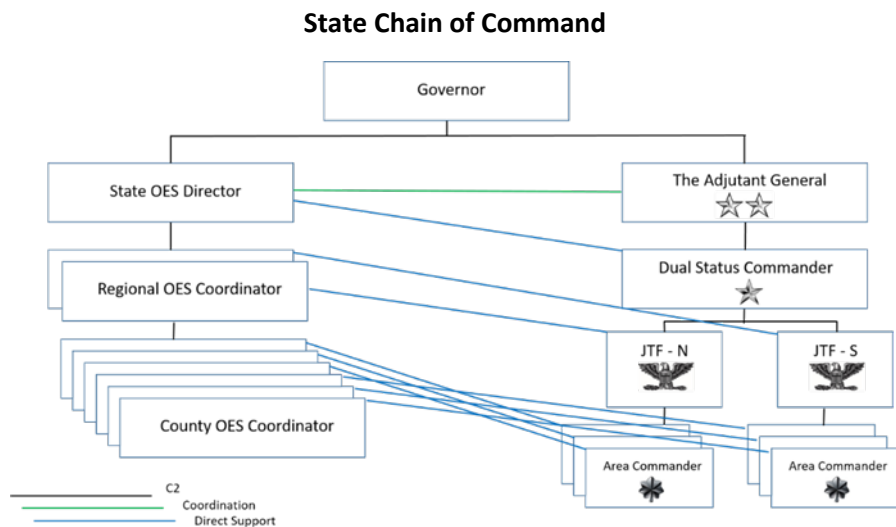 State Chain of Command
Governor
State OES Director
The Adjutant General
Regional OES Coordinator
Dual Status Commander
JTF - N
JTF - S
County OES Coordinator
Area Commander
Area Commander
C2
Coordination
Direct Support